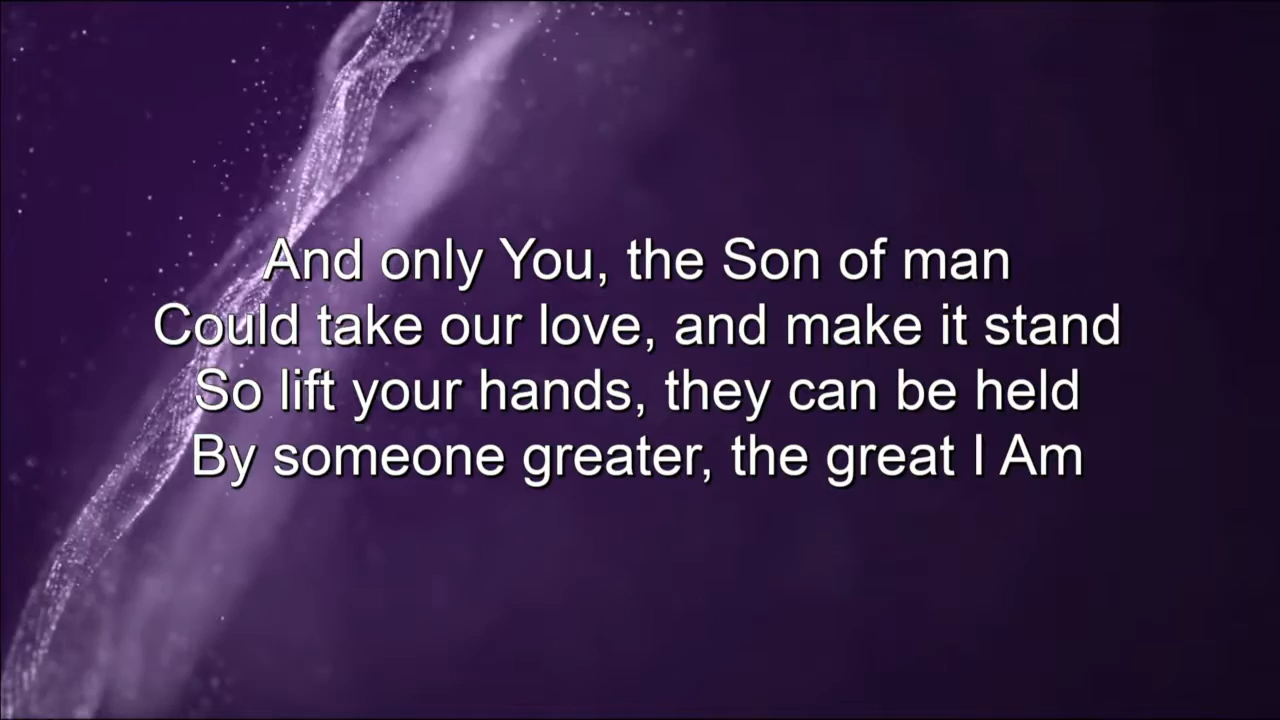 And only You, the Son of man
Could take our love, and make it stand
So lift your hands, they can be held
By someone greater, the great I Am